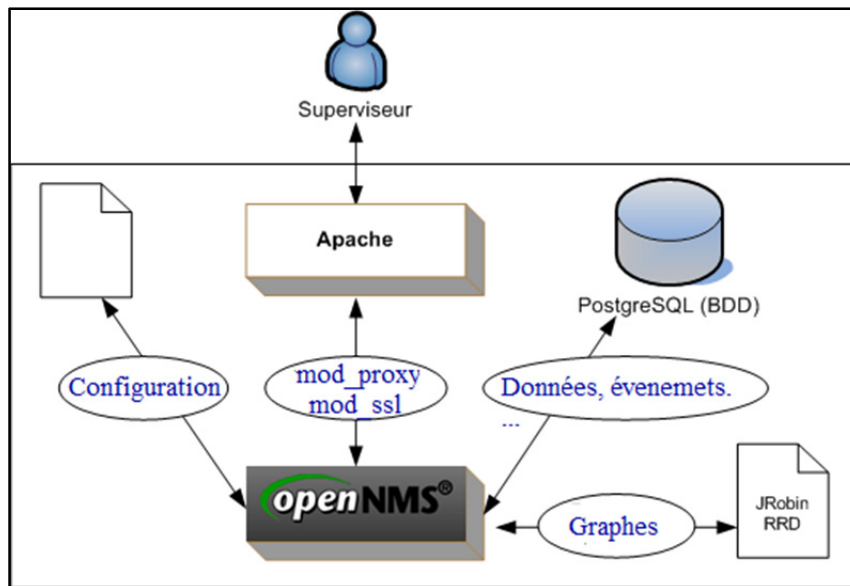 Superviseur
Apache
PostgreSQL (BDD)
Configuration
mod_proxy
mod_ssl
Données, évenemets.
...
openNMS®
Graphes
JRobin
RRD